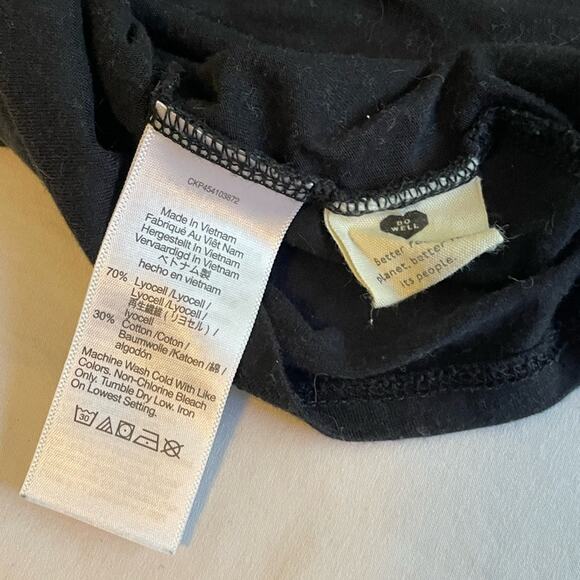 CKP454103872
Made In Vietnam
Fabriqué Au Viêt Nam
Hergestellt In Vietnam
Vervaardigd In Vietnam
ベトナム製
hecho en vietnam
70% Lyocell /Lyocell /
Lyocell /Lyocell /
再生繊維 (リヨセル) /
lyocell
30% Cotton /Coton /
Baumwolle /Katoen /綿 /
algodón
Machine Wash Cold With Like
Colors. Non-Chlorine Bleach
Only. Tumble Dry Low. Iron
On Lowest Setting.
30
DO
WELL
Better
planet. better
its people.